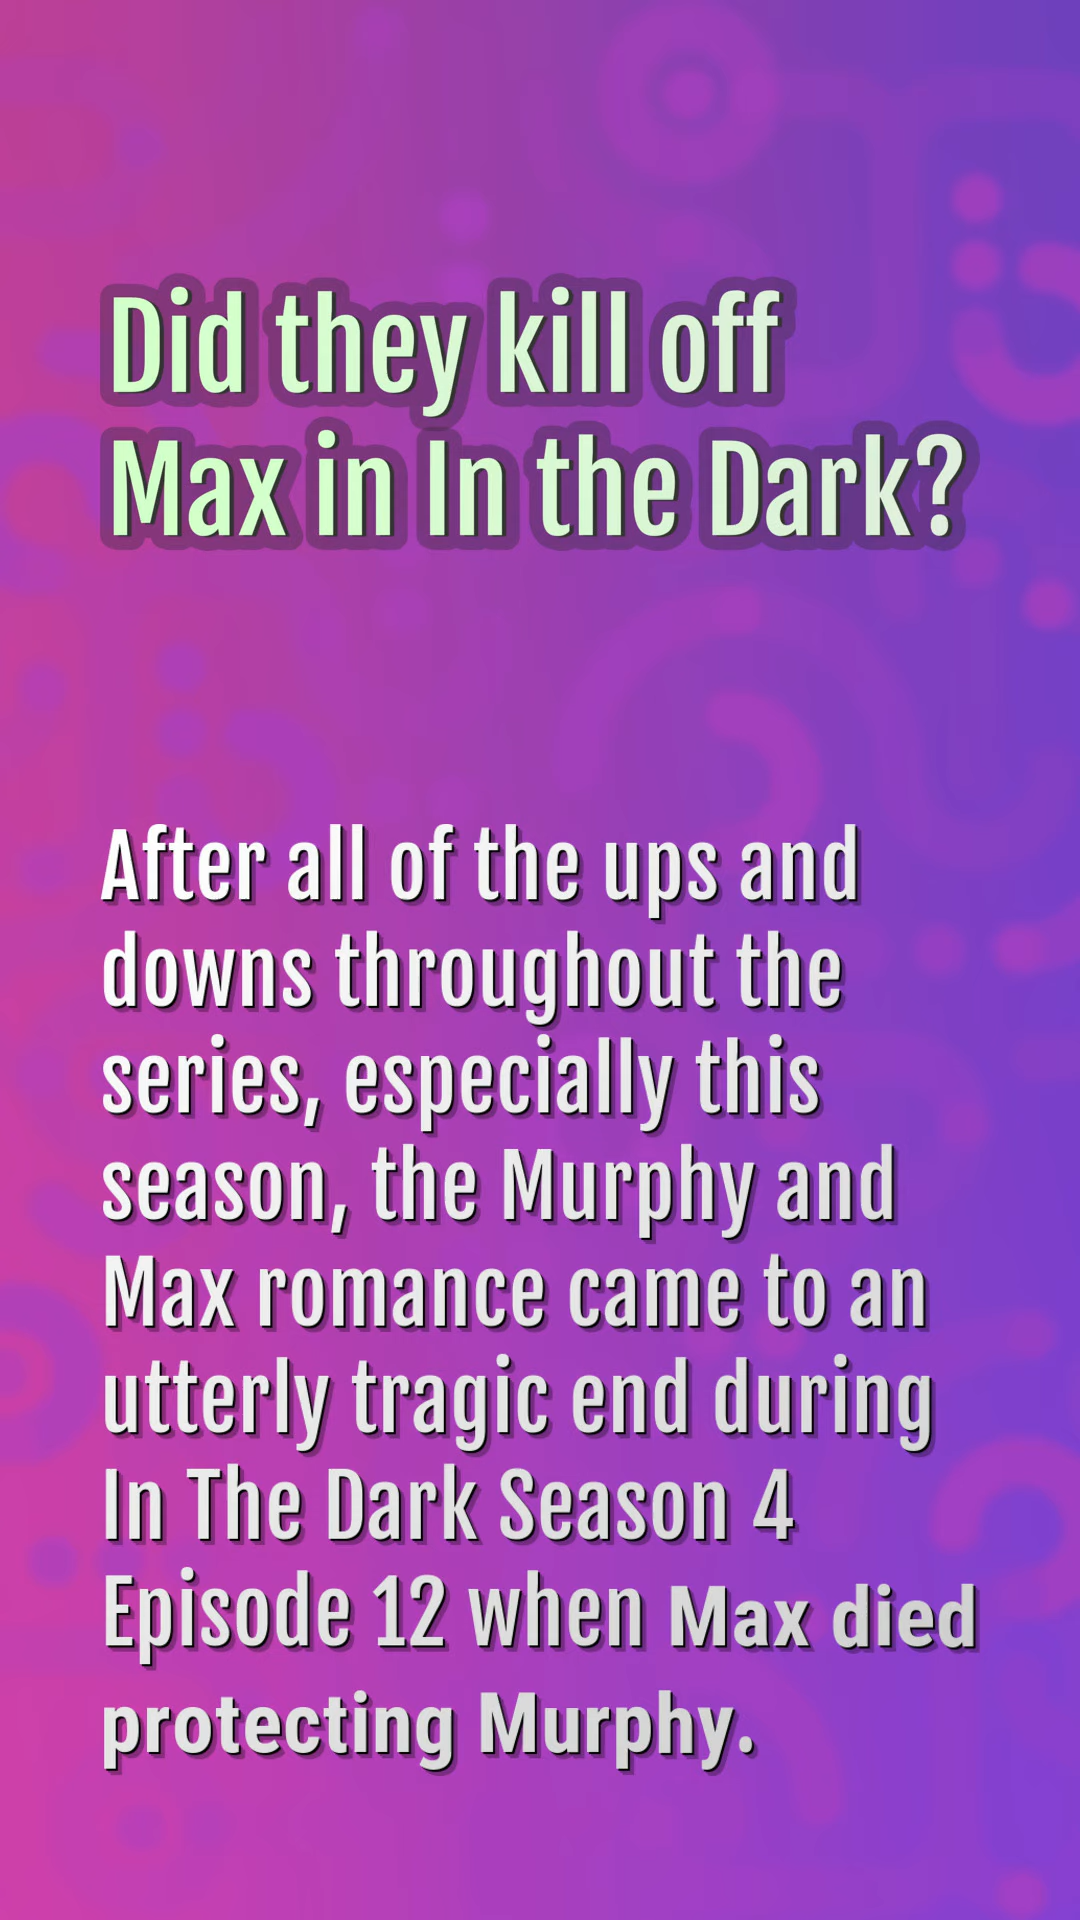 Did they kill off
Max in In the Dark?
After all of the ups and
downs throughout the
series, especially this
season, the Murphy and
Max romance came to an
utterly tragic end during
In The Dark Season 4
Episode 12 when Max died
protecting Murphy.